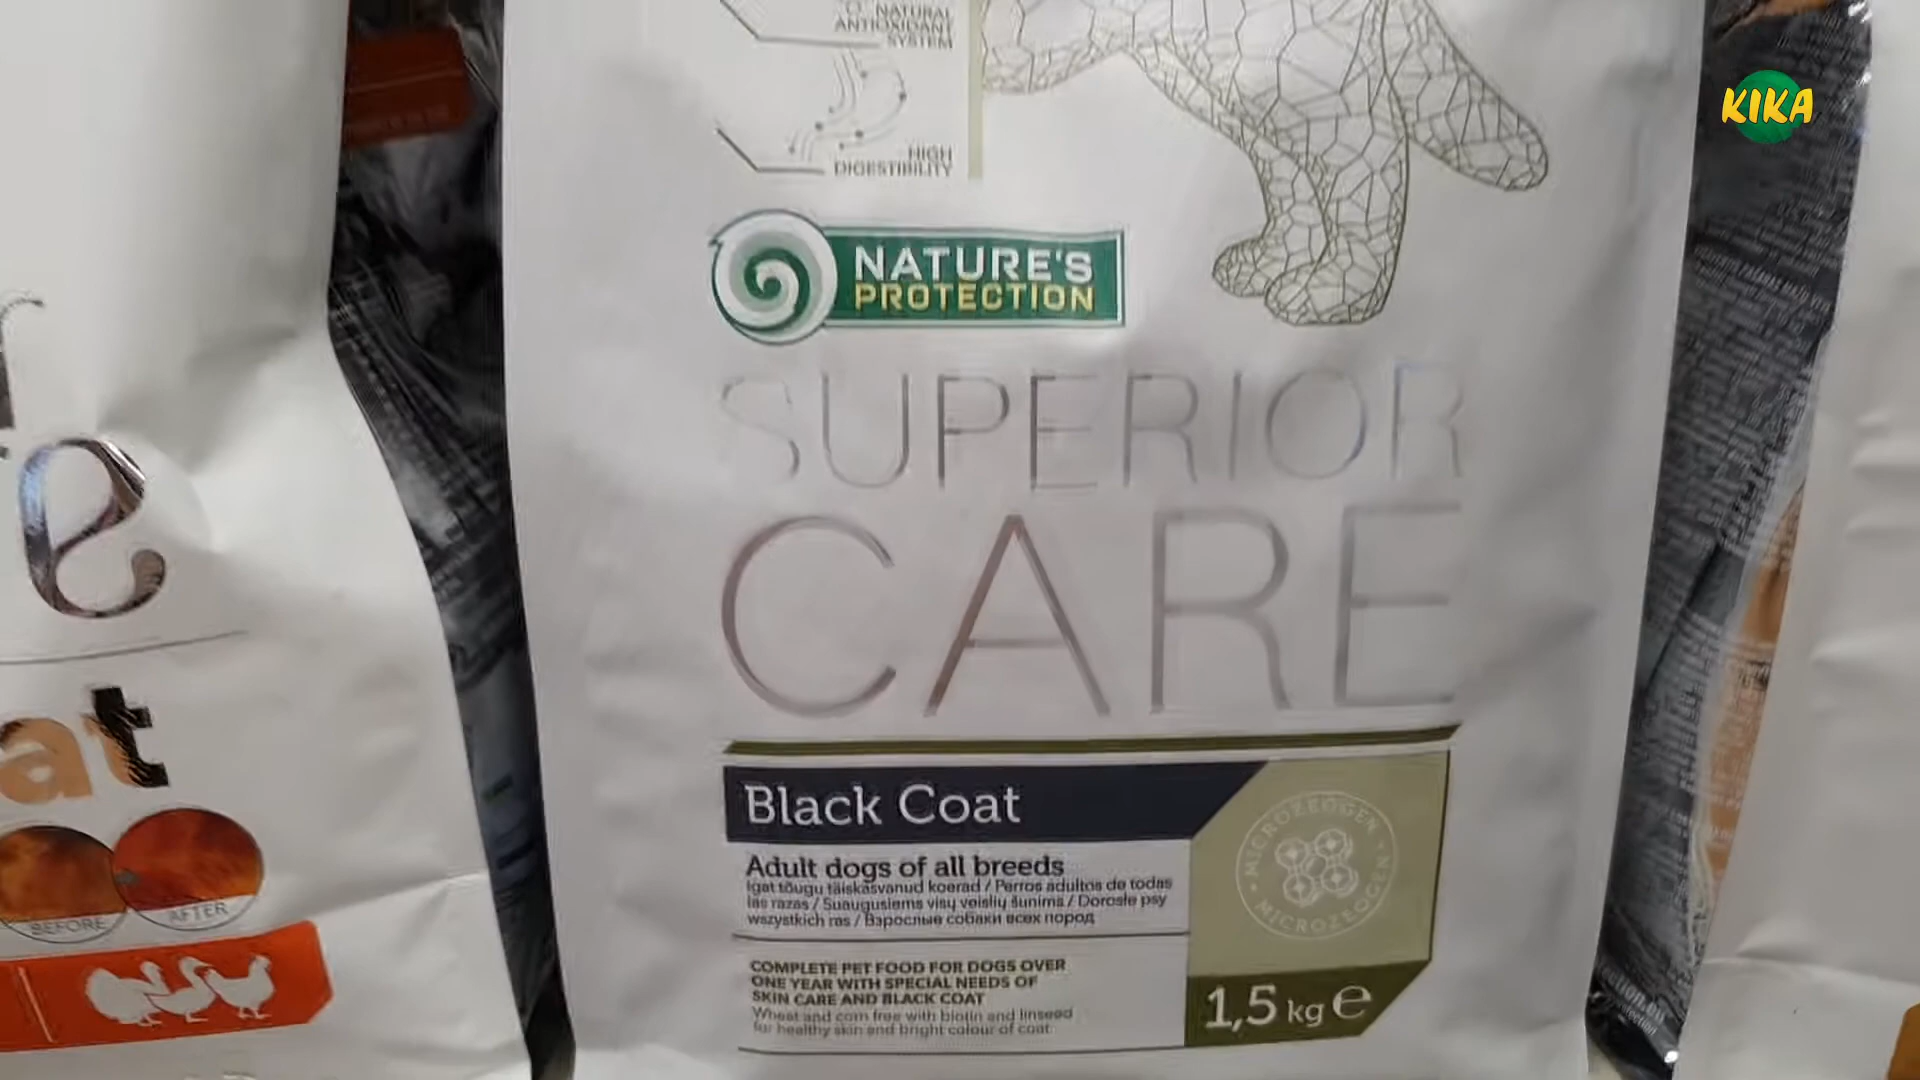 NATURAL
ANTIOXIDANT
SYSTEM
HIGH
DIGESTIBILITY
KIKA
NATURE'S
PROTECTION
SUPERIOR
CARE
e
at
BEFORE
AFTER
Black Coat
MICROZEOGEN • MICROZEOGEN •
Adult dogs of all breeds
Igat tõugu täiskasvanud koerad / Perros adultos de todas
las razas / Suaugusiems visų veislių šunims / Dorosłe psy
wszystkich ras / Взрослые собаки всех пород
COMPLETE PET FOOD FOR DOGS OVER
ONE YEAR WITH SPECIAL NEEDS OF
SKIN CARE AND BLACK COAT
Wheat and corn free with biotin and linseed
for healthy skin and bright colour of coat
1,5 kg e